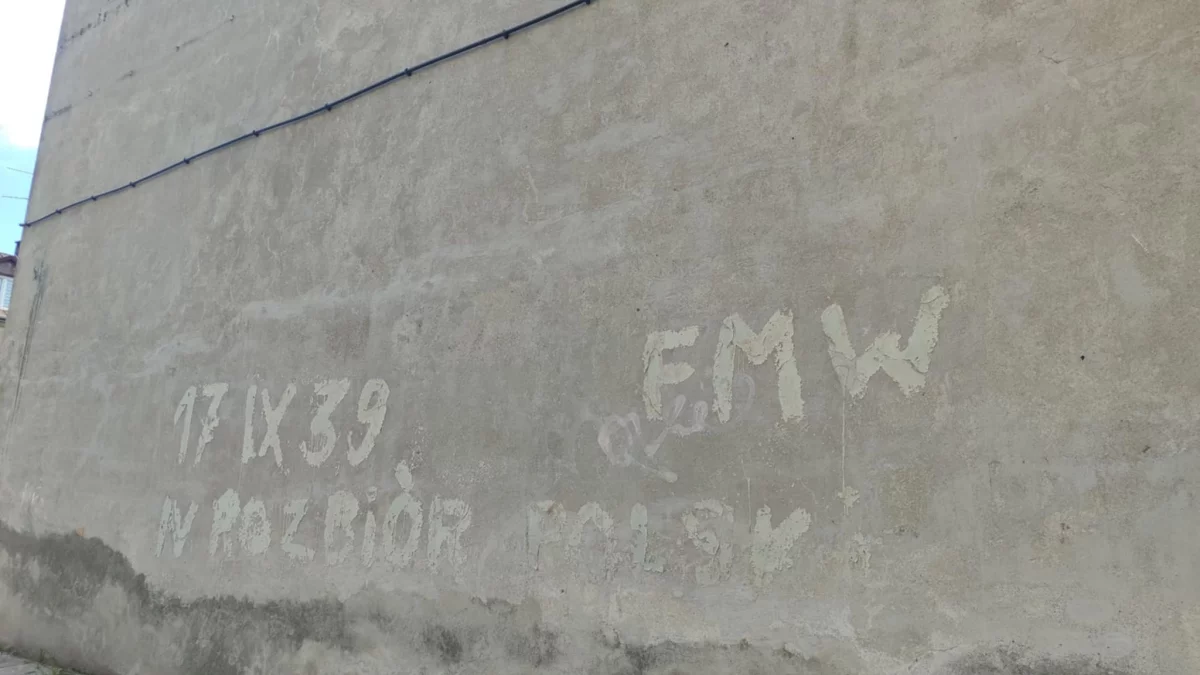 FMW
17 IX 39
IV ROZBIÓR POLSKI